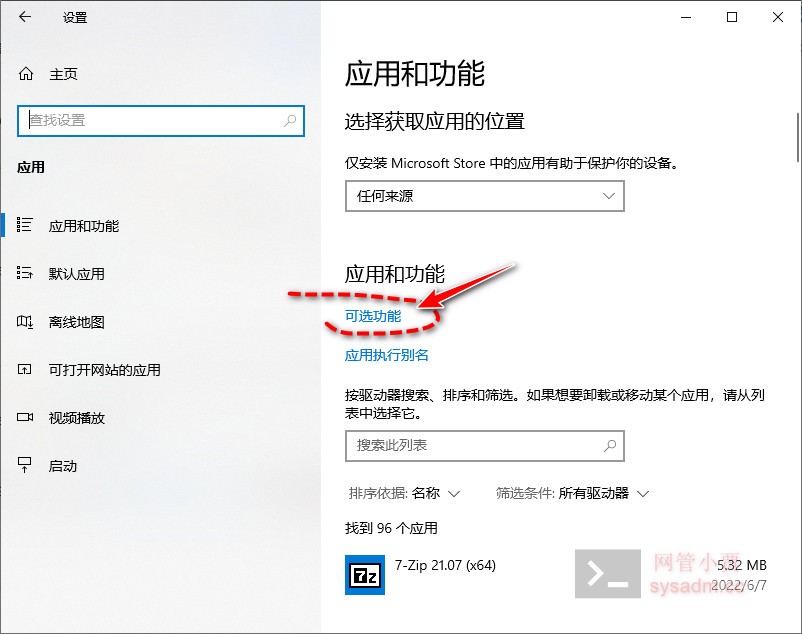 设置
主页
查找设置
应用
应用和功能
默认应用
离线地图
可打开网站的应用
视频播放
启动
应用和功能
选择获取应用的位置
仅安装 Microsoft Store 中的应用有助于保护你的设备。
任何来源
应用和功能
可选功能
应用执行别名
按驱动器搜索、排序和筛选。如果想要卸载或移动某个应用，请从列
表中选择它。
搜索此列表
排序依据: 名称 筛选条件: 所有驱动器
找到 96 个应用
7-Zip 21.07 (x64)
7z
5.32 MB
2022/6/7
网管小贾